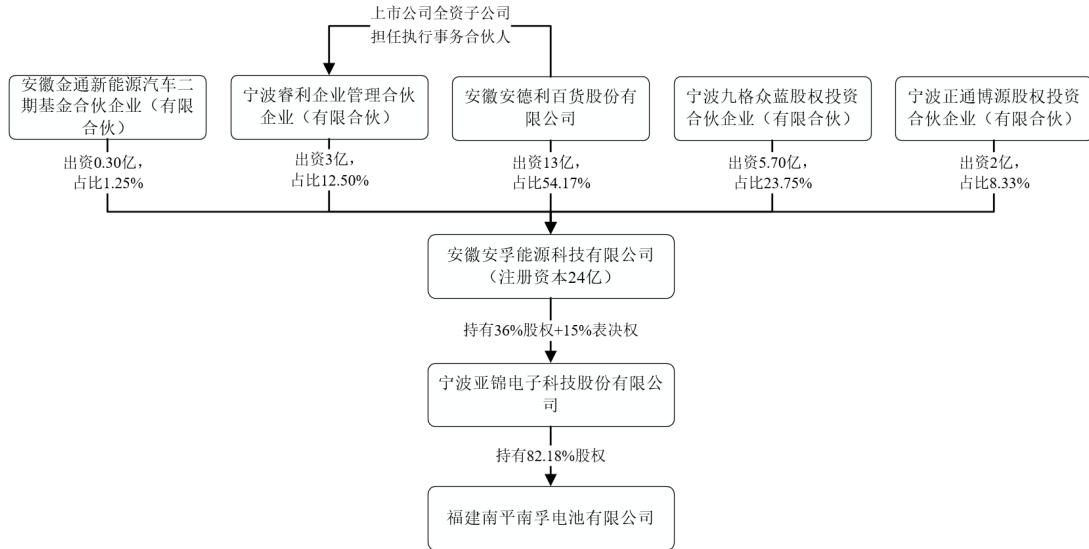 上市公司全资子公司
担任执行事务合伙人
安徽金通新能源汽车二
期基金合伙企业（有限
合伙）
宁波睿利企业管理合伙
企业（有限合伙）
安徽安德利百货股份有
限公司
宁波九格众蓝股权投资
合伙企业（有限合伙）
宁波正通博源股权投资
合伙企业（有限合伙）
出资0.30亿，
占比1.25%
出资3亿，
占比12.50%
出资13亿，
占比54.17%
出资5.70亿，
占比23.75%
出资2亿，
占比8.33%
安徽安孚能源科技有限公司
（注册资本24亿）
持有36%股权+15%表决权
宁波亚锦电子科技股份有限公
司
持有82.18%股权
福建南平南孚电池有限公司